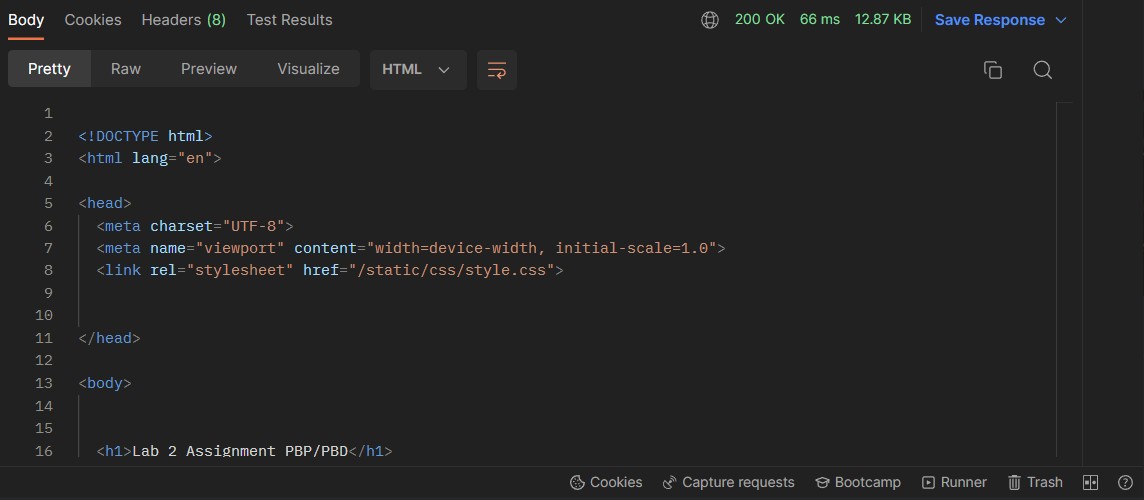 Body Cookies Headers (8) Test Results 200 OK 66 ms 12.87 KB Save Response
Pretty Raw Preview Visualize HTML
1
2 <!DOCTYPE html>
3 <html lang="en">
4
5 <head>
6 <meta charset="UTF-8">
7 <meta name="viewport" content="width=device-width, initial-scale=1.0">
8 <link rel="stylesheet" href="/static/css/style.css">
9
10
11 </head>
12
13 <body>
14
15
16 <h1>Lab 2 Assignment PBP/PBD</h1>
Cookies Capture requests Bootcamp Runner Trash